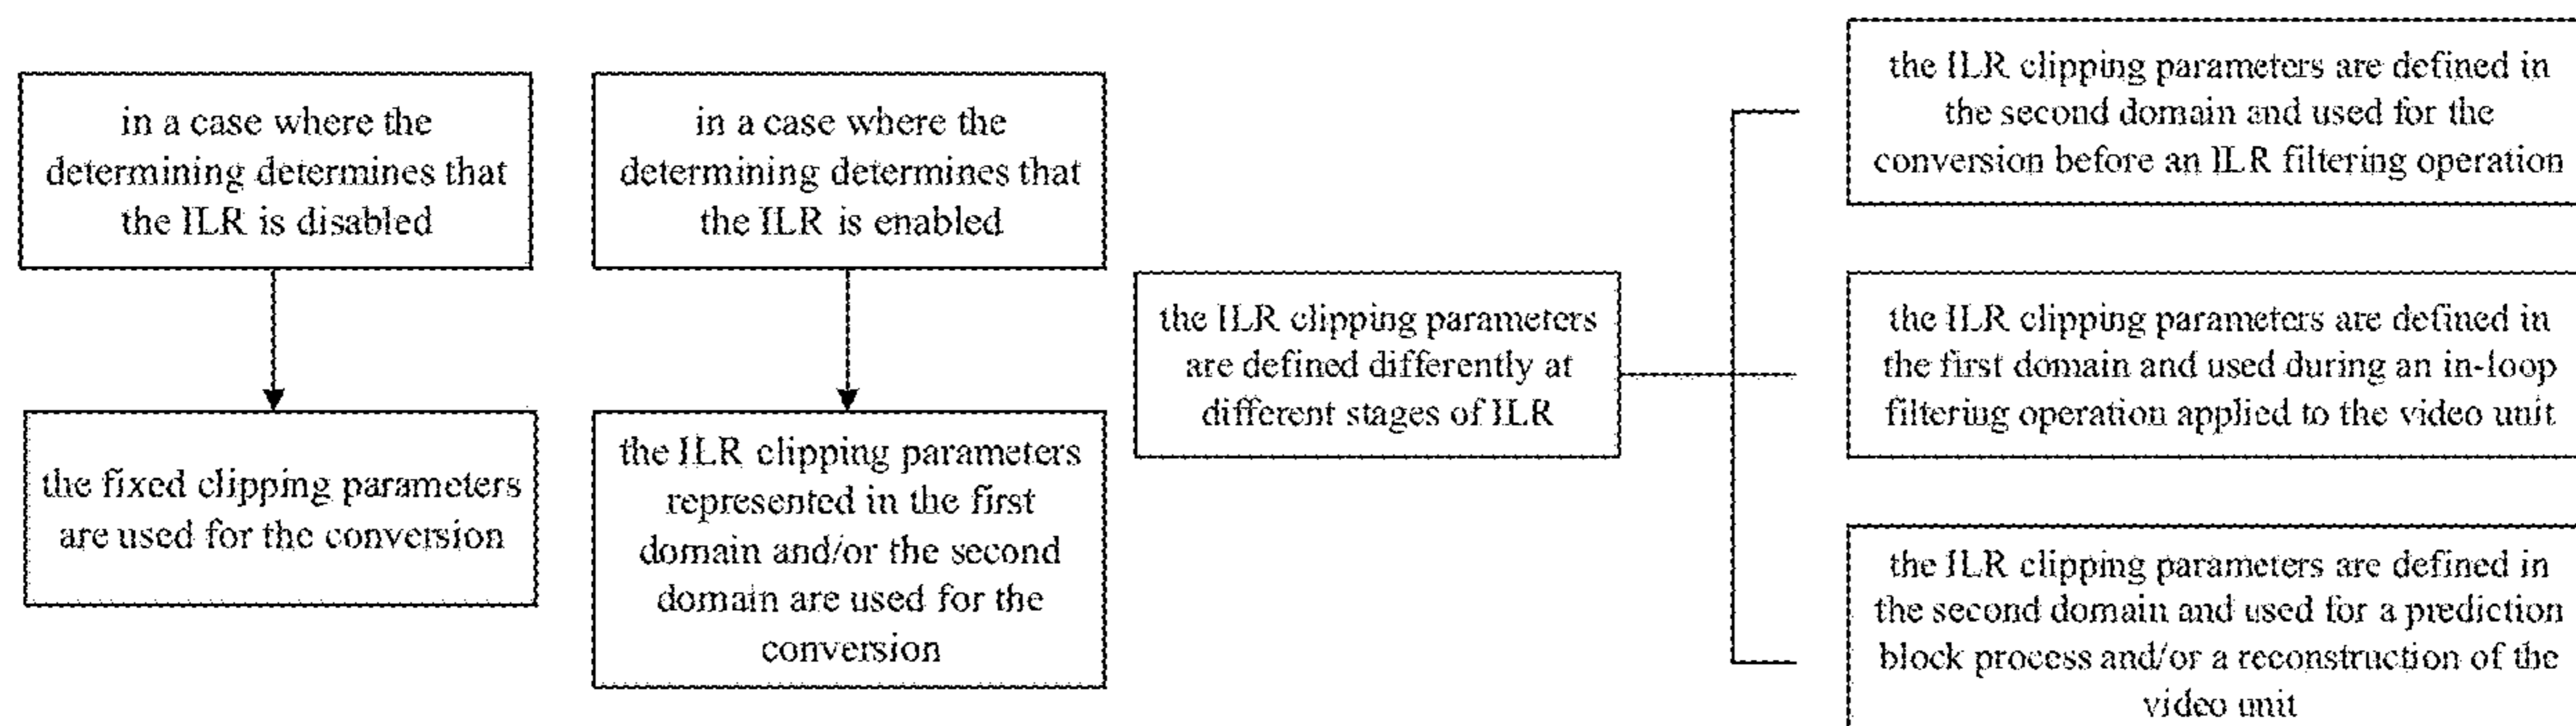 in a case where the
determining determines that
the ILR is disabled
the fixed clipping parameters
are used for the conversion
in a case where the
determining determines that
the ILR is enabled
the ILR clipping parameters
represented in the first
domain and/or the second
domain are used for the
conversion
the ILR clipping parameters
are defined differently at
different stages of ILR
the ILR clipping parameters are defined in
the second domain and used for the
conversion before an ILR filtering operation
the ILR clipping parameters are defined in
the first domain and used during an in-loop
filtering operation applied to the video unit
the ILR clipping parameters are defined in
the second domain and used for a prediction
block process and/or a reconstruction of the
video unit